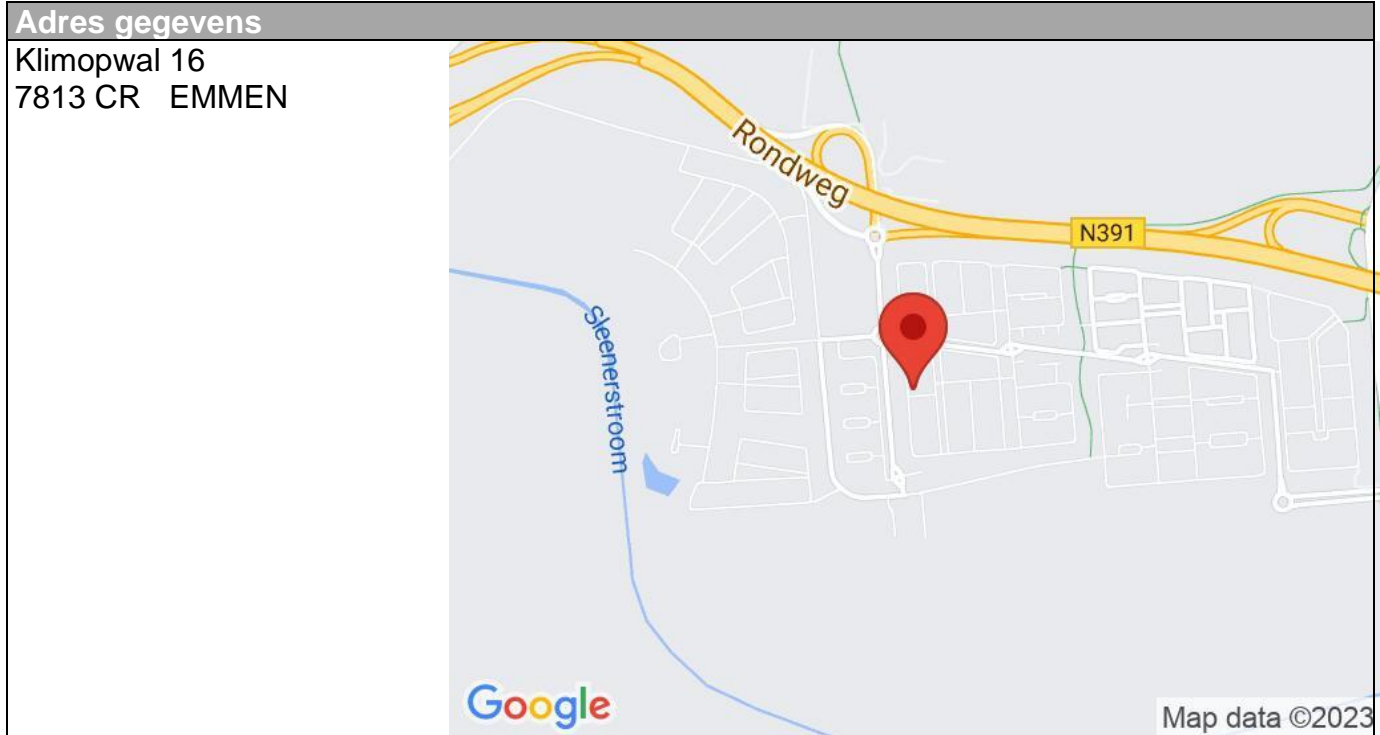 Adres gegevens
Klimopwal 16
7813 CR EMMEN
Rondweg
N391
Sleenerstroom
Google
Map data ©2023